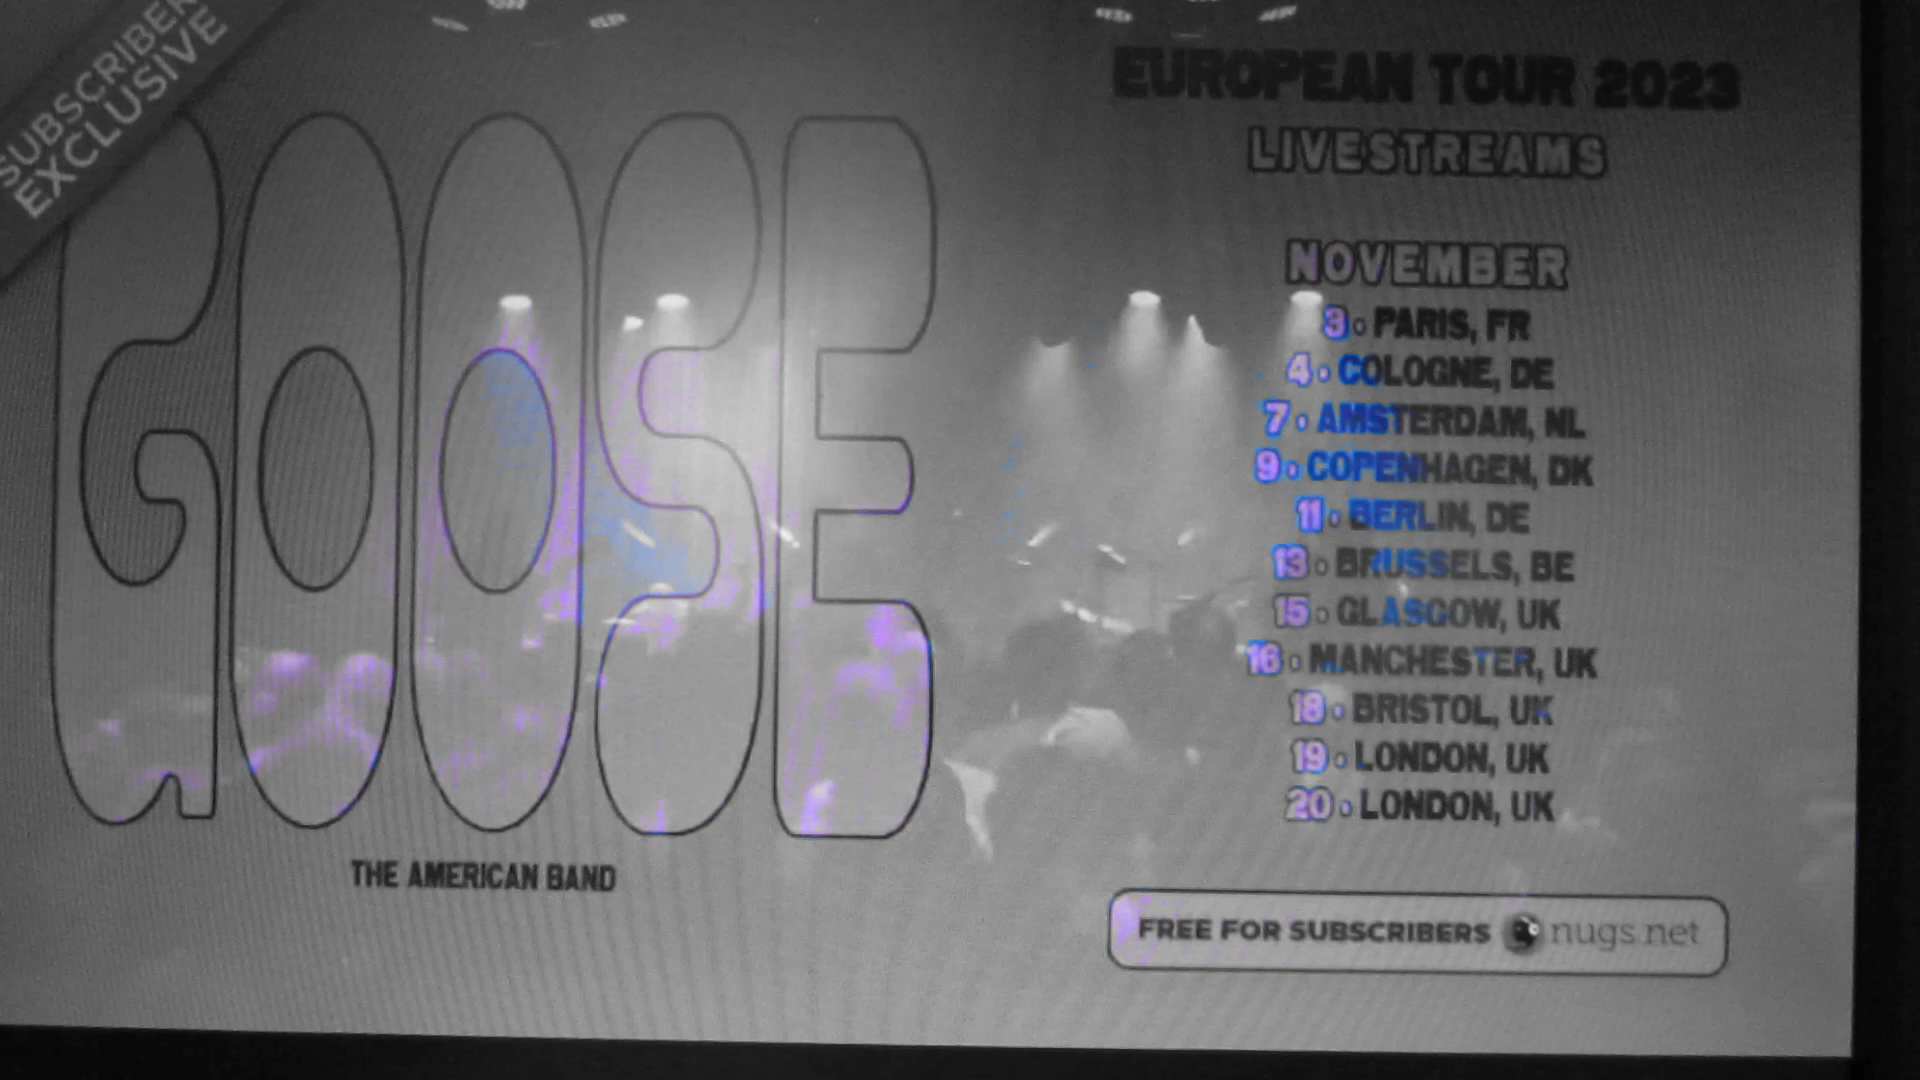 SUBSCRIBER
EXCLUSIVE
GOOSE
THE AMERICAN BAND
EUROPEAN TOUR 2023
LIVESTREAMS
NOVEMBER
3 • PARIS, FR
4 • COLOGNE, DE
7 • AMSTERDAM, NL
9 • COPENHAGEN, DK
11 • BERLIN, DE
13 • BRUSSELS, BE
15 • GLASGOW, UK
16 • MANCHESTER, UK
18 • BRISTOL, UK
19 • LONDON, UK
20 • LONDON, UK
FREE FOR SUBSCRIBERS nugs.net